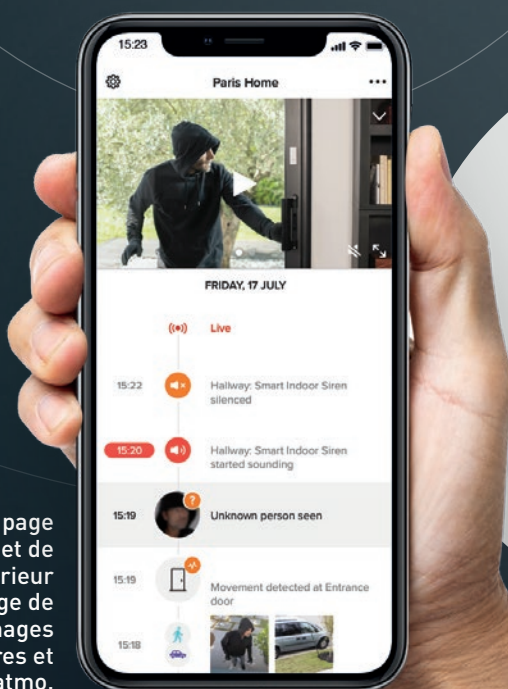 15:23
Paris Home
FRIDAY, 17 JULY
Live
15:22
Hallway: Smart Indoor Siren
silenced
15:20
Hallway: Smart Indoor Siren
started sounding
15:19
?
Unknown person seen
15:19
Movement detected at Entrance
door
15:18
page
et de
rieur
ge de
nages
res et
atmo.